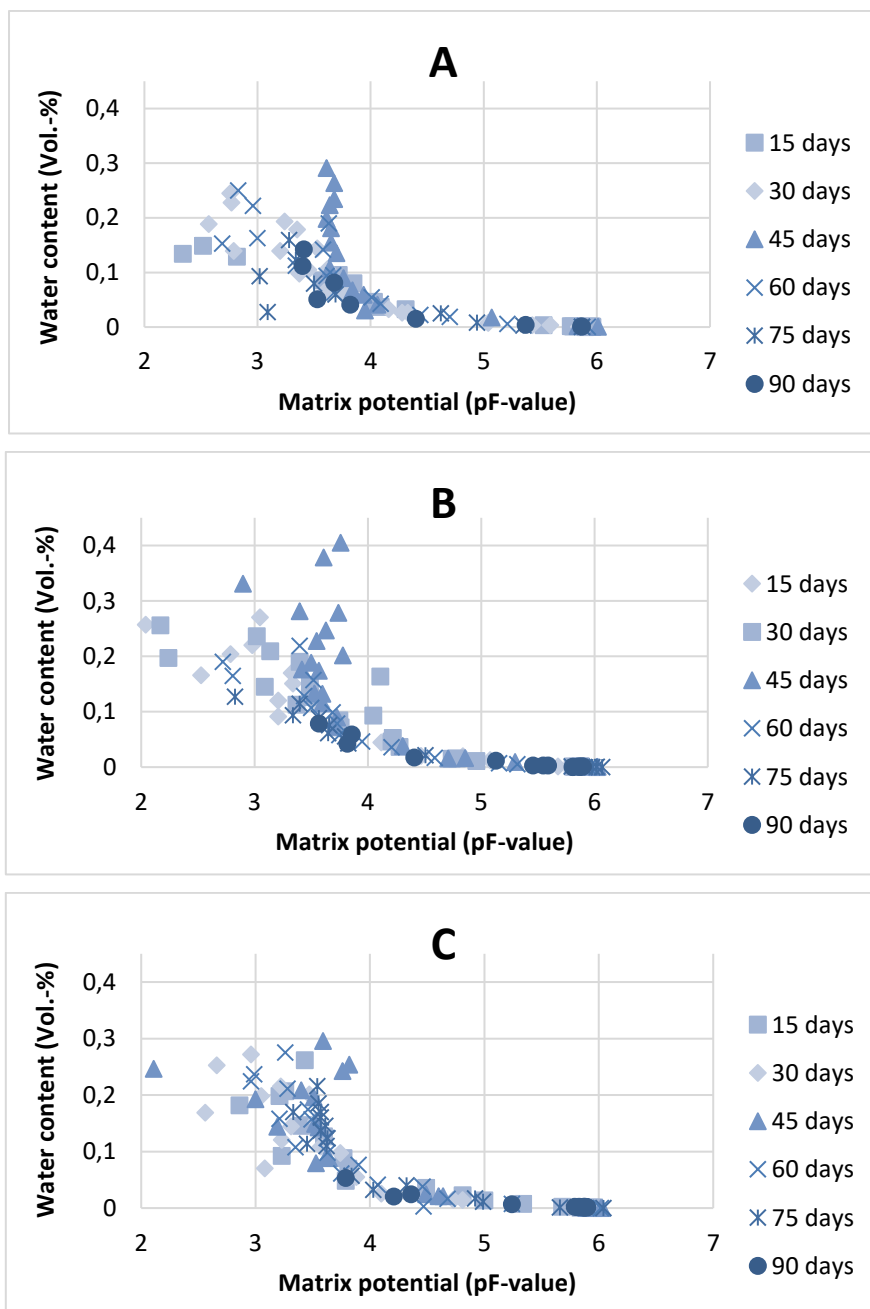 A
Water content (Vol.-%)
0,4
0,3
0,2
0,1
0
2 3 4 5 6 7
Matrix potential (pF-value)
15 days
30 days
45 days
60 days
75 days
90 days
B
Water content (Vol.-%)
0,4
0,3
0,2
0,1
0
2 3 4 5 6 7
Matrix potential (pF-value)
15 days
30 days
45 days
60 days
75 days
90 days
C
Water content (Vol.-%)
0,4
0,3
0,2
0,1
0
2 3 4 5 6 7
Matrix potential (pF-value)
15 days
30 days
45 days
60 days
75 days
90 days